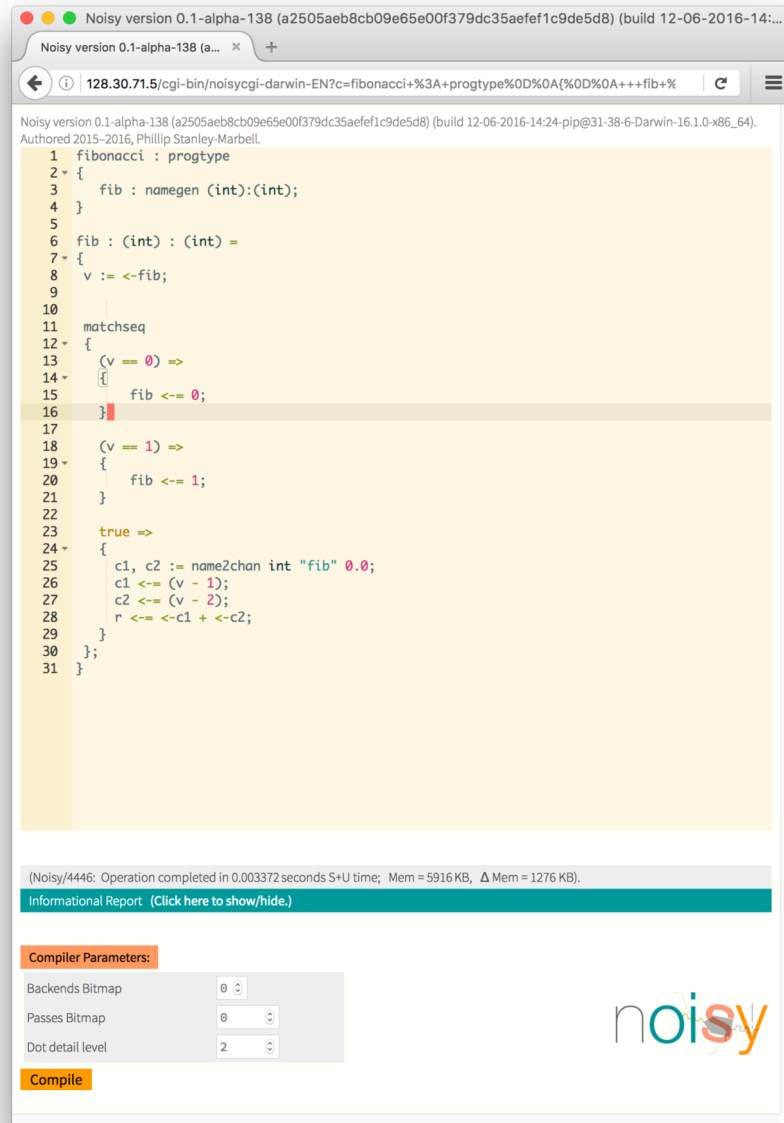 Noisy version 0.1-alpha-138 (a2505aeb8cb09e65e00f379dc35aefef1c9de5d8) (build 12-06-2016-14:...
Noisy version 0.1-alpha-138 (a... × +
128.30.71.5/cgi-bin/noisycgi-darwin-EN?c=fibonacci+%3A+progtype%0D%0A{%0D%0A+++fib+%
Noisy version 0.1-alpha-138 (a2505aeb8cb09e65e00f379dc35aefef1c9de5d8) (build 12-06-2016-14:24-pip@31-38-6-Darwin-16.1.0-x86_64).
Authored 2015–2016, Phillip Stanley-Marbell.
1 fibonacci : progtype
2 {
3    fib : namegen (int):(int);
4 }
5
6 fib : (int) : (int) =
7 {
8  v := <-fib;
9
10
11  matchseq
12  {
13    (v == 0) =>
14    {
15        fib <-= 0;
16    }
17
18    (v == 1) =>
19    {
20        fib <-= 1;
21    }
22
23    true =>
24    {
25      c1, c2 := name2chan int "fib" 0.0;
26      c1 <-= (v - 1);
27      c2 <-= (v - 2);
28      r <-= <-c1 + <-c2;
29    }
30  };
31 }
(Noisy/4446: Operation completed in 0.003372 seconds S+U time; Mem = 5916 KB, Δ Mem = 1276 KB).
Informational Report (Click here to show/hide.)
Compiler Parameters:
Backends Bitmap 0
Passes Bitmap 0
Dot detail level 2
noisy
Compile